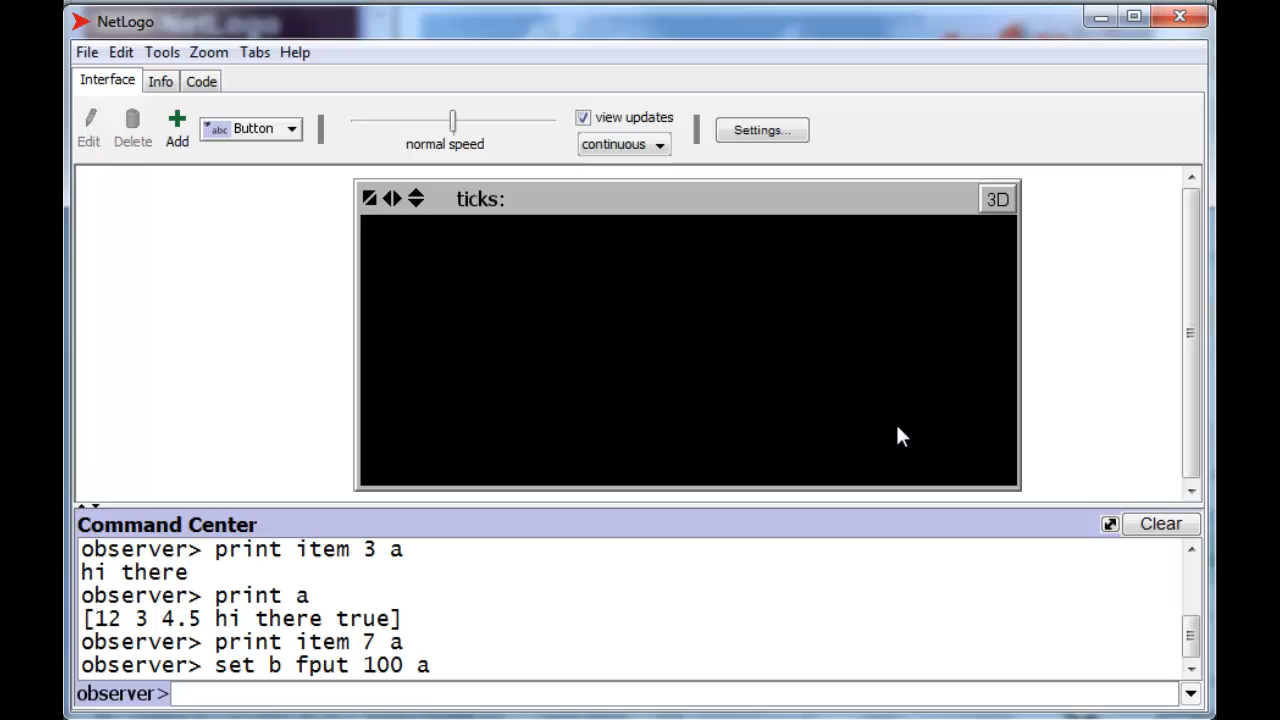 NetLogo
File Edit Tools Zoom Tabs Help
Interface Info Code
Edit Delete Add abc Button normal speed view updates continuous Settings...
ticks: 3D
Command Center Clear
observer> print item 3 a
hi there
observer> print a
[12 3 4.5 hi there true]
observer> print item 7 a
observer> set b fput 100 a
observer>